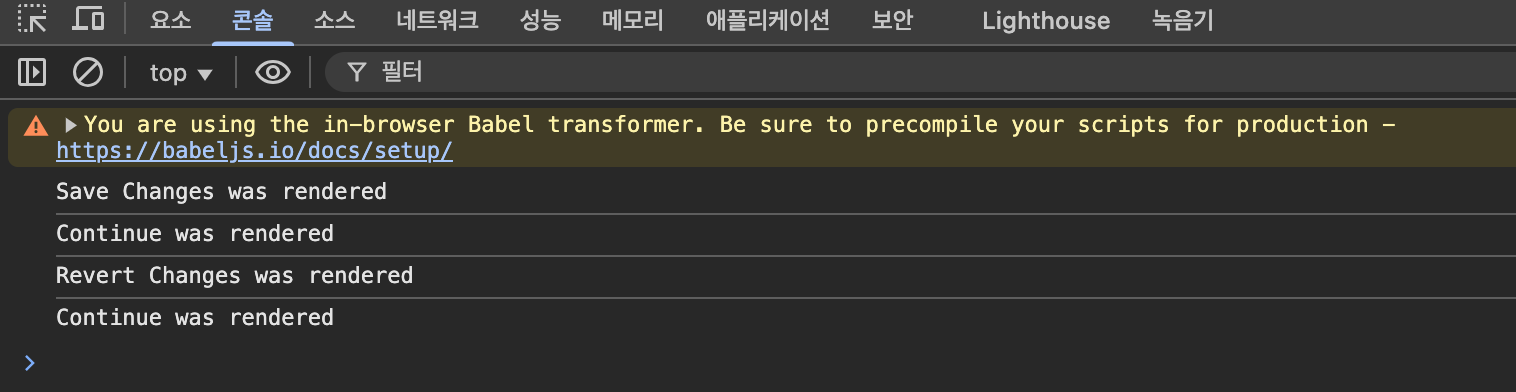 요소 콘솔 소스 네트워크 성능 메모리 애플리케이션 보안 Lighthouse 녹음기
top 필터
You are using the in-browser Babel transformer. Be sure to precompile your scripts for production –
https://babeljs.io/docs/setup/
Save Changes was rendered
Continue was rendered
Revert Changes was rendered
Continue was rendered